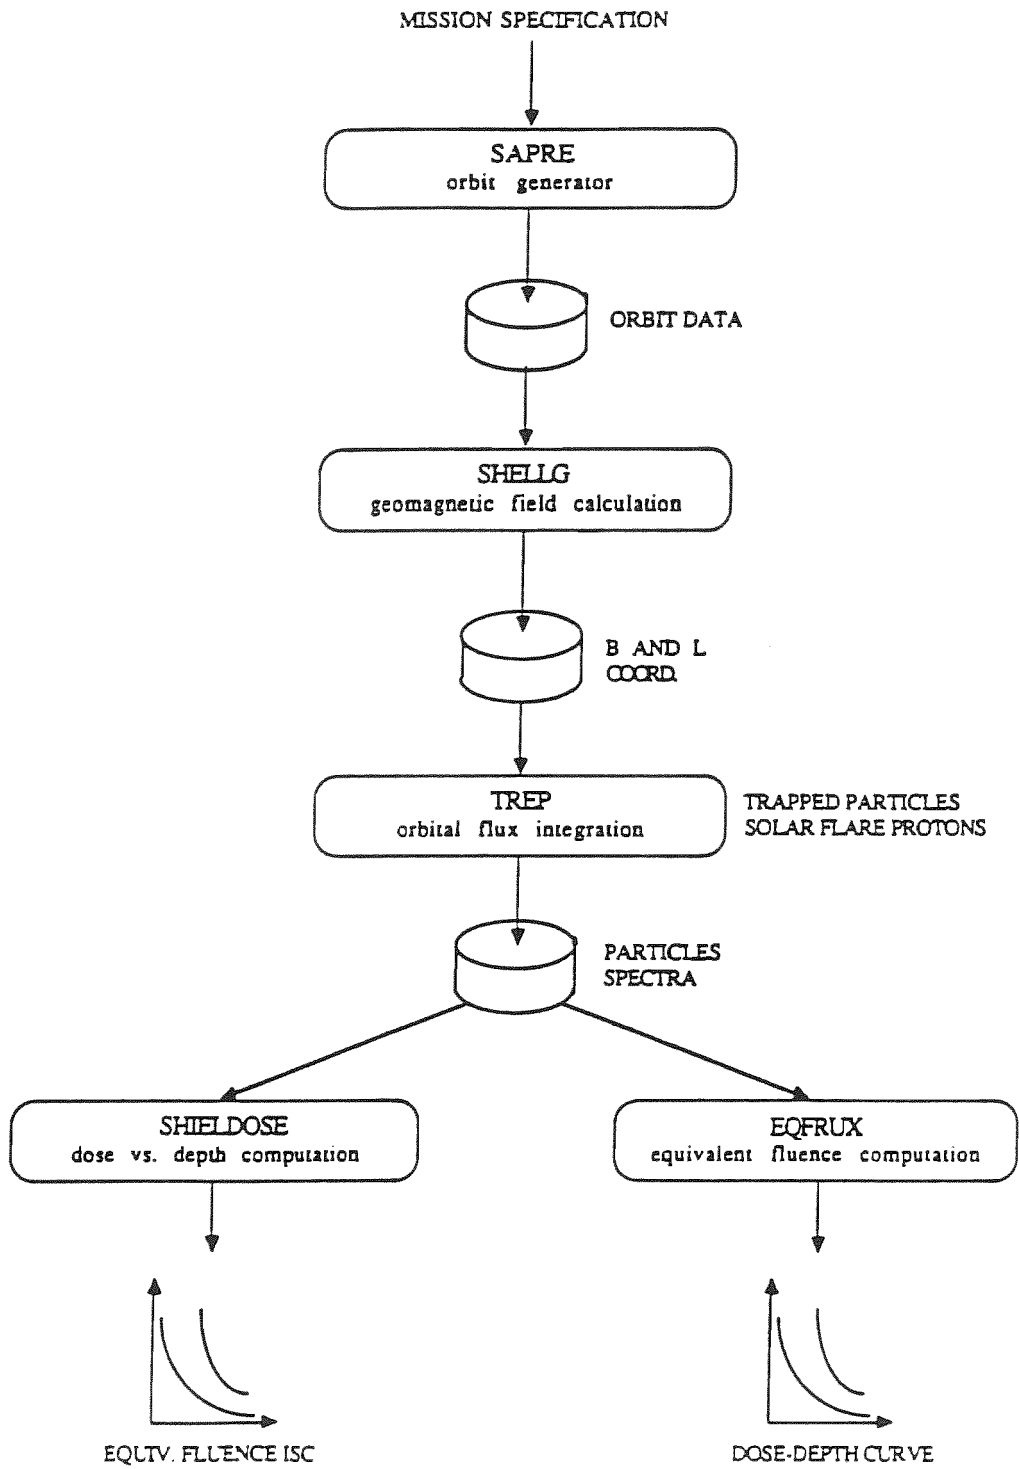 MISSION SPECIFICATION
SAPRE
orbit generator
ORBIT DATA
SHELLG
geomagnetic field calculation
B AND L
COORD.
TREP
orbital flux integration
TRAPPED PARTICLES
SOLAR FLARE PROTONS
PARTICLES
SPECTRA
SHIELDOSE
dose vs. depth computation
EQFRUX
equivalent fluence computation
EQUIV. FLUENCE ISC
DOSE-DEPTH CURVE